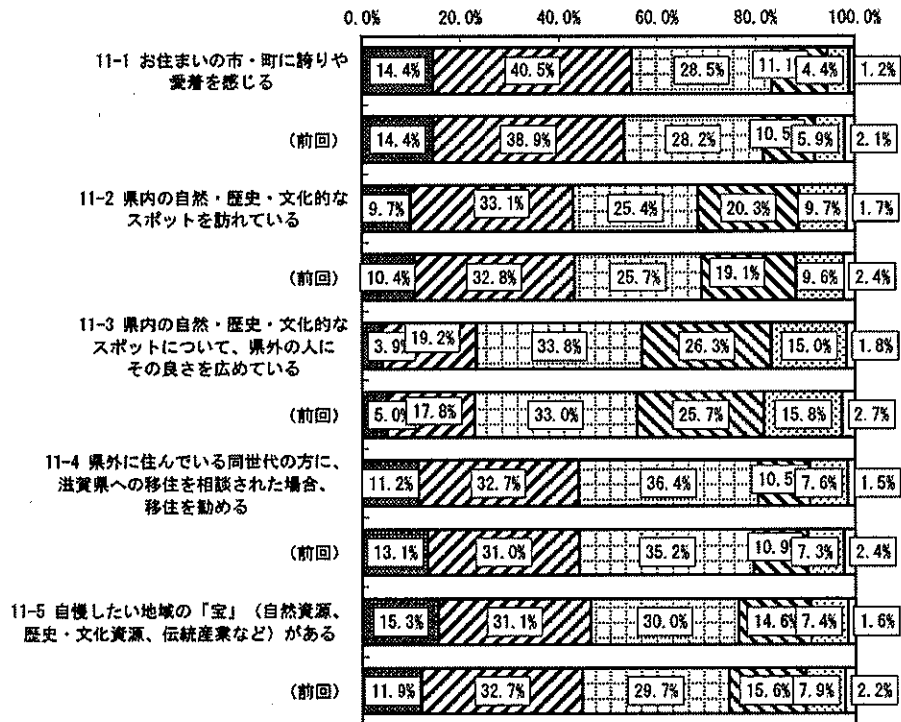 0.0% 20.0% 40.0% 60.0% 80.0% 100.0%
11-1 お住まいの市・町に誇りや
愛着を感じる
14.4% 40.5% 28.5% 11.1% 4.4% 1.2%
(前回)
14.4% 38.9% 28.2% 10.5% 5.9% 2.1%
11-2 県内の自然・歴史・文化的な
スポットを訪れている
9.7% 33.1% 25.4% 20.3% 9.7% 1.7%
(前回)
10.4% 32.8% 25.7% 19.1% 9.6% 2.4%
11-3 県内の自然・歴史・文化的な
スポットについて、県外の人に
その良さを広めている
3.9% 19.2% 33.8% 26.3% 15.0% 1.8%
(前回)
5.0% 17.8% 33.0% 25.7% 15.8% 2.7%
11-4 県外に住んでいる同世代の方に、
滋賀県への移住を相談された場合、
移住を勧める
11.2% 32.7% 36.4% 10.5% 7.6% 1.5%
(前回)
13.1% 31.0% 35.2% 10.9% 7.3% 2.4%
11-5 自慢したい地域の「宝」(自然資源、
歴史・文化資源、伝統産業など)がある
15.3% 31.1% 30.0% 14.6% 7.4% 1.6%
(前回)
11.9% 32.7% 29.7% 15.6% 7.9% 2.2%